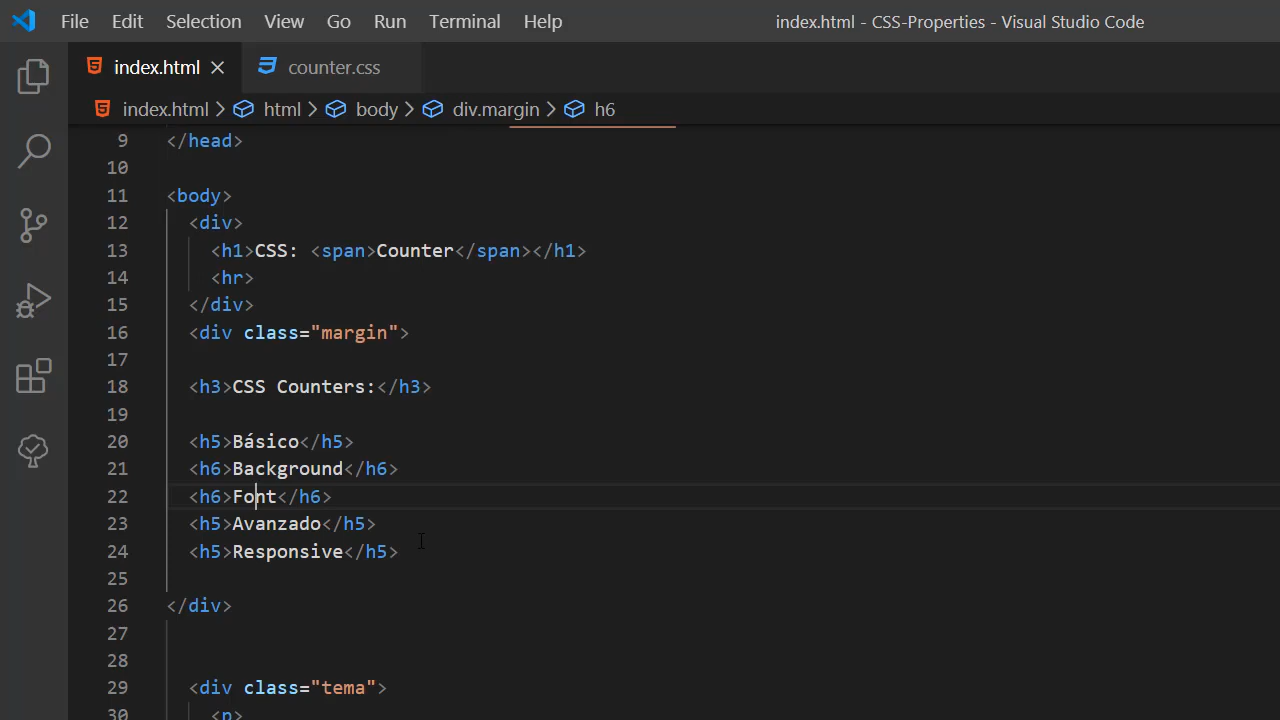 File Edit Selection View Go Run Terminal Help index.html - CSS-Properties - Visual Studio Code
index.html counter.css
index.html > html > body > div.margin > h6
9 </head>
10
11 <body>
12 <div>
13 <h1>CSS: <span>Counter</span></h1>
14 <hr>
15 </div>
16 <div class="margin">
17
18 <h3>CSS Counters:</h3>
19
20 <h5>Básico</h5>
21 <h6>Background</h6>
22 <h6>Font</h6>
23 <h5>Avanzado</h5>
24 <h5>Responsive</h5>
25
26 </div>
27
28
29 <div class="tema">
30 <p>